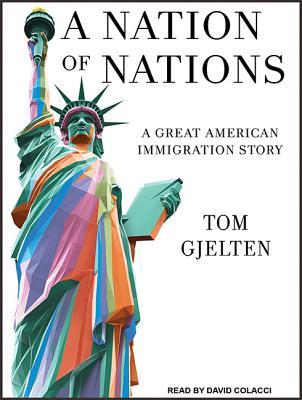 A NATION
OF NATIONS
A GREAT AMERICAN
IMMIGRATION STORY
TOM
GJELTEN
READ BY DAVID COLACCI